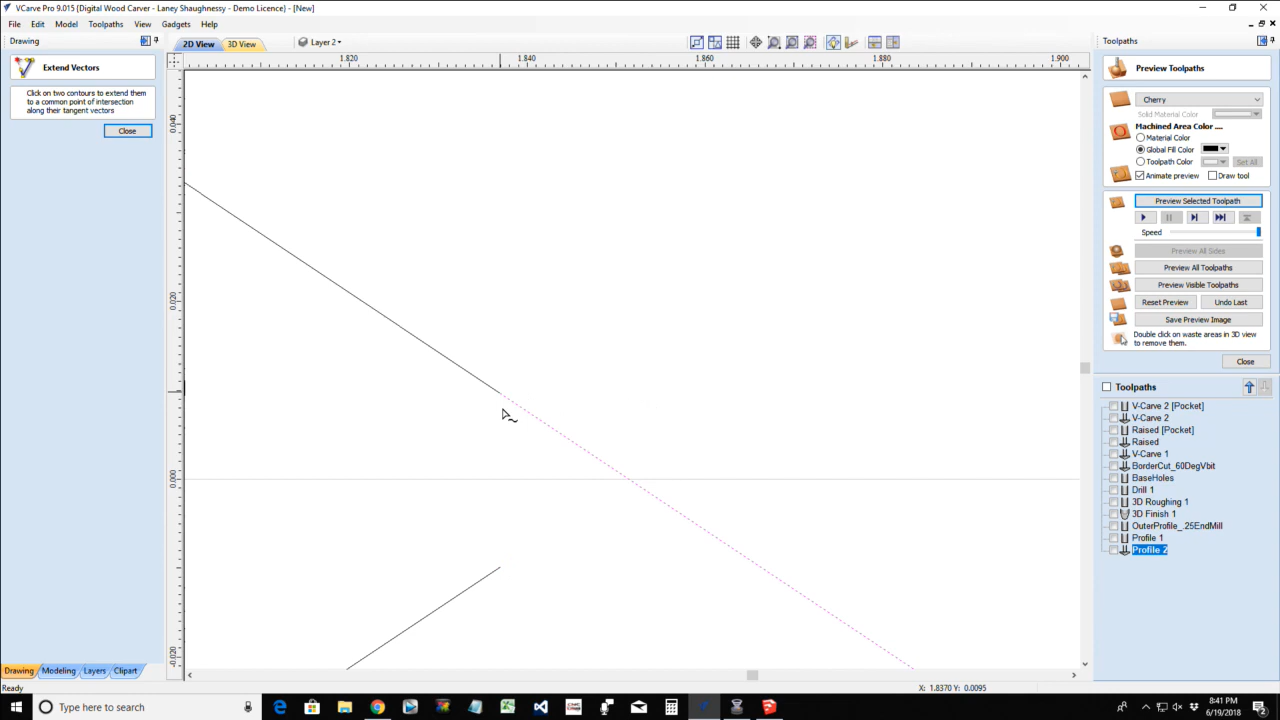 VCarve Pro 9.015 {Digital Wood Carver - Laney Shaughnessy - Demo Licence} - [New]
File Edit Model Toolpaths View Gadgets Help
Drawing
2D View 3D View Layer 2
Toolpaths
1.820 1.840 1.860 1.880 1.900
Extend Vectors
Click on two contours to extend them
to a common point of intersection
along their tangent vectors
Close
0.040
0.020
0.000
-0.020
Preview Toolpaths
Cherry
Solid Material Color
Machined Area Color ....
Material Color
Global Fill Color
Toolpath Color Set All
Animate preview Draw tool
Preview Selected Toolpath
Speed
Preview All Sides
Preview All Toolpaths
Preview Visible Toolpaths
Reset Preview Undo Last
Save Preview Image
Double click on waste areas in 3D view
to remove them.
Close
Toolpaths
V-Carve 2 [Pocket]
V-Carve 2
Raised [Pocket]
Raised
V-Carve 1
BorderCut_60DegVbit
BaseHoles
Drill 1
3D Roughing 1
3D Finish 1
OuterProfile_.25EndMill
Profile 1
Profile 2
Drawing Modeling Layers Clipart
Ready
X: 1.8370 Y: 0.0095
Type here to search
8:41 PM
6/19/2018
2